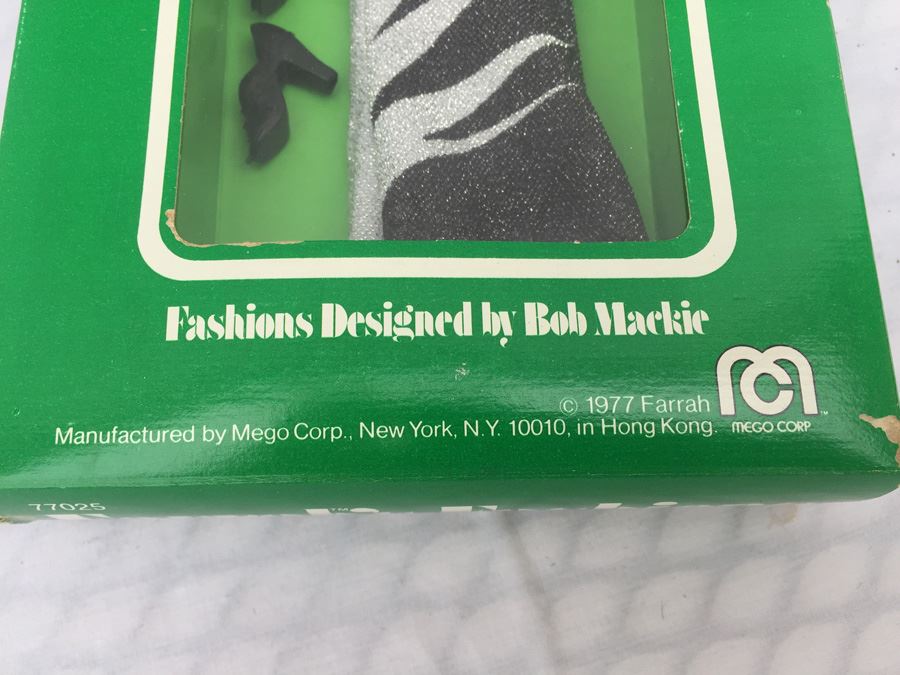 Fashions Designed by Bob Mackie
© 1977 Farrah
Manufactured by Mego Corp., New York, N.Y. 10010, in Hong Kong.
MEGO CORP ™
77025